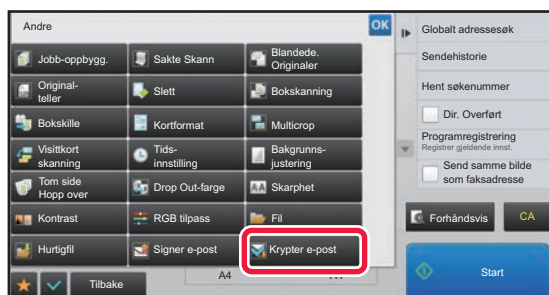 Andre
OK
Jobb-oppbygg.
Sakte Skann
Blandede.
Originaler
Original-
teller
Slett
Bokskanning
Bokskille
Kortformat
Multicrop
Visittkort
skanning
Tids-
innstilling
Bakgrunns-
justering
Tom side
Hopp over
Drop Out-farge
AA Skarphet
Kontrast
RGB tilpass
Fil
Hurtigfil
Signer e-post
Krypter e-post
Tilbake
A4
Globalt adressesøk
Sendehistorie
Hent søkenummer
Dir. Overført
Programregistrering
Registrer gjeldende innst.
Send samme bilde
som faksadresse
Forhåndsvis
CA
Start